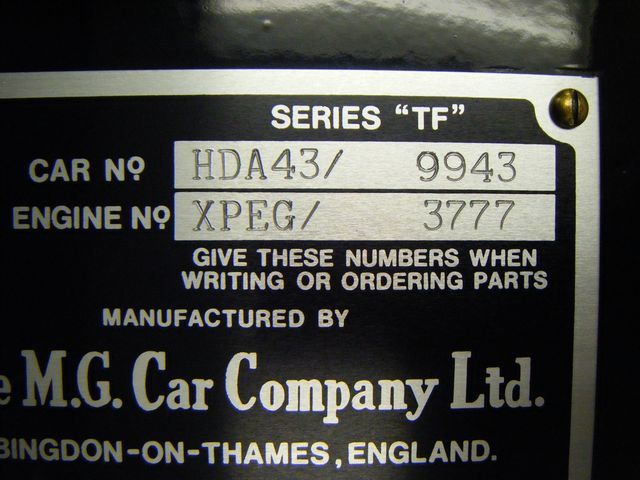 SERIES "TF"
CAR Nº HDA43/ 9943
ENGINE Nº XPEG/ 3777
GIVE THESE NUMBERS WHEN
WRITING OR ORDERING PARTS
MANUFACTURED BY
M.G. Car Company Ltd.
BINGDON-ON-THAMES, ENGLAND.